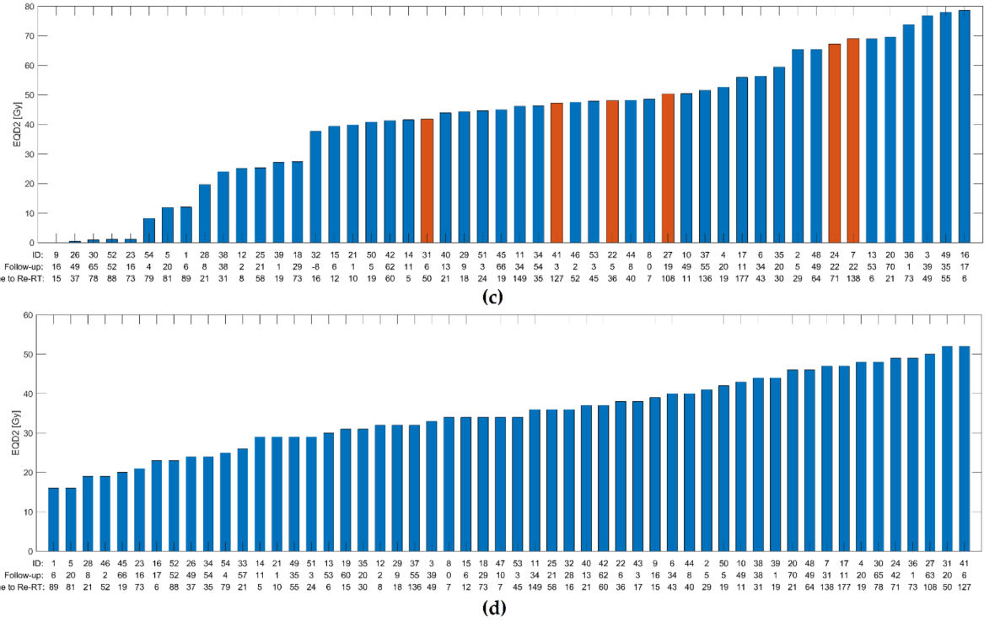 80
70
60
50
40
30
20
10
0
EQD2 [Gy]
ID: 9 26 30 52 23 54 5 1 28 38 12 25 39 18 32 15 21 50 42 14 31 40 29 51 45 11 34 41 46 53 22 44 8 27 10 37 4 17 6 35 2 48 24 7 13 20 36 3 49 16
Follow-up: 16 49 65 52 16 4 20 6 8 38 2 21 1 29 -8 6 1 5 62 11 6 13 9 3 66 34 54 3 2 3 5 8 0 19 49 55 20 11 34 20 5 49 22 22 53 70 1 39 35 17
e to Re-RT: 15 37 78 88 73 79 81 89 21 31 8 58 19 73 16 12 10 19 60 5 50 21 18 24 19 149 35 127 52 45 36 40 7 108 11 136 19 177 43 30 29 64 71 138 6 21 73 49 55 6
(c)
60
50
40
30
20
10
0
EQD2 [Gy]
ID: 1 5 28 46 45 23 16 52 26 34 54 33 14 21 49 51 13 19 35 12 29 37 3 8 15 18 47 53 11 25 32 40 42 22 43 9 6 44 2 50 10 38 39 20 48 7 17 4 30 24 36 27 31 41
Follow-up: 6 20 8 2 66 16 17 52 49 54 4 57 11 1 35 3 53 60 20 2 9 55 39 0 6 29 10 3 34 21 28 13 62 6 3 16 34 8 5 5 49 38 1 70 49 31 11 20 65 42 1 63 20 6
e to Re-RT: 89 81 21 52 19 73 6 88 37 35 79 21 5 10 55 24 6 15 30 8 18 136 49 7 12 73 7 45 149 58 16 21 60 36 17 15 43 40 29 19 11 31 19 21 64 138 177 19 78 71 73 108 50 127
(d)